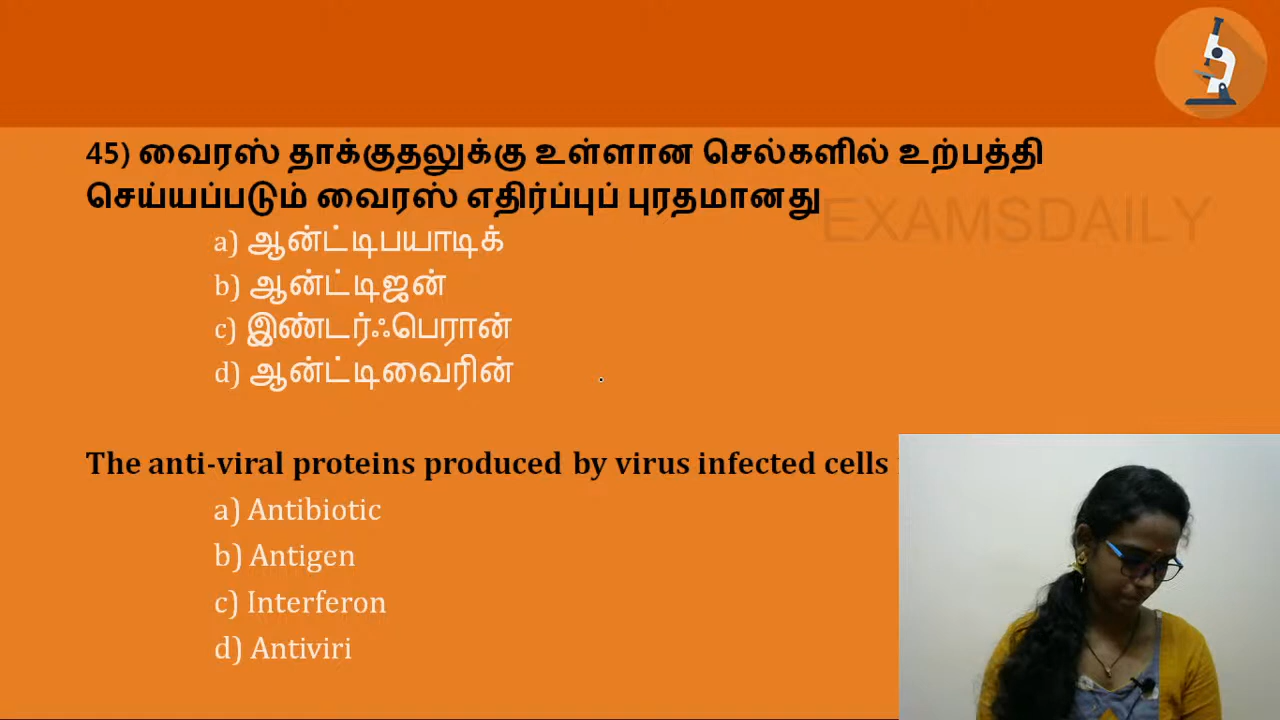 45) வைரஸ் தாக்குதலுக்கு உள்ளான செல்களில் உற்பத்தி
செய்யப்படும் வைரஸ் எதிர்ப்புப் புரதமானது
EXAMSDAILY
a) ஆன்ட்டிபயாடிக்
b) ஆன்ட்டிஜன்
c) இண்டர்ஃபெரான்
d) ஆன்ட்டிவைரின்
The anti-viral proteins produced by virus infected cells
a) Antibiotic
b) Antigen
c) Interferon
d) Antiviri